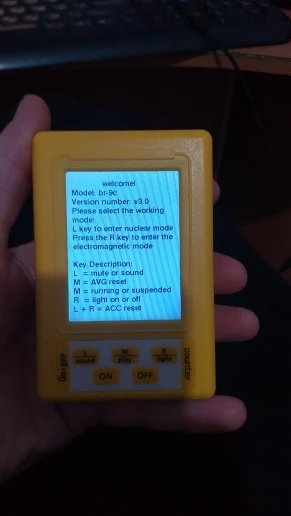 welcome!
Model: br-9c
Version number: v3.0
Please select the working
mode:
L key to enter nuclear mode
Press the R key to enter the
electromagnetic mode
Key Description:
L = mute or sound
M = AVG reset
M = running or suspended
R = light on or off
L + R = ACC reset
Geiger
L
sound
M
play
R
light
counter
ON
OFF